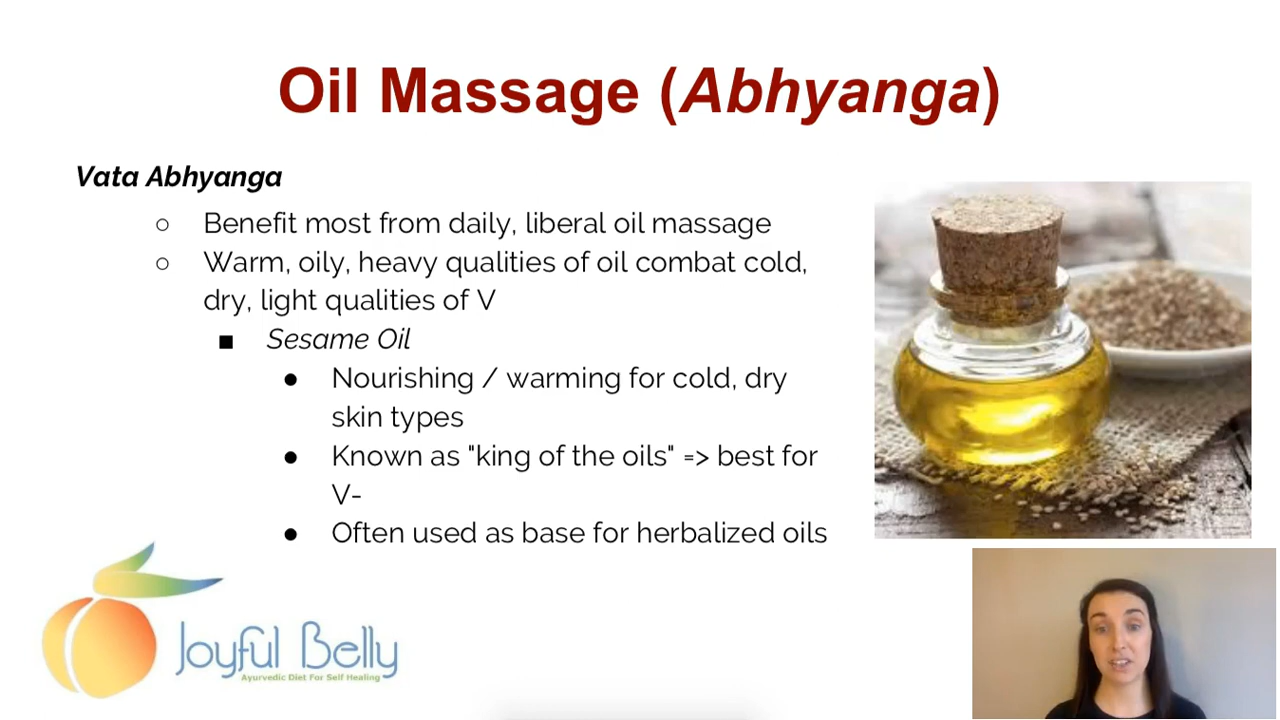 Oil Massage (Abhyanga)
Vata Abhyanga
○ Benefit most from daily, liberal oil massage
○ Warm, oily, heavy qualities of oil combat cold,
dry, light qualities of V
■ Sesame Oil
● Nourishing / warming for cold, dry
skin types
● Known as "king of the oils" => best for
V-
● Often used as base for herbalized oils
Joyful Belly
Ayurvedic Diet For Self Healing